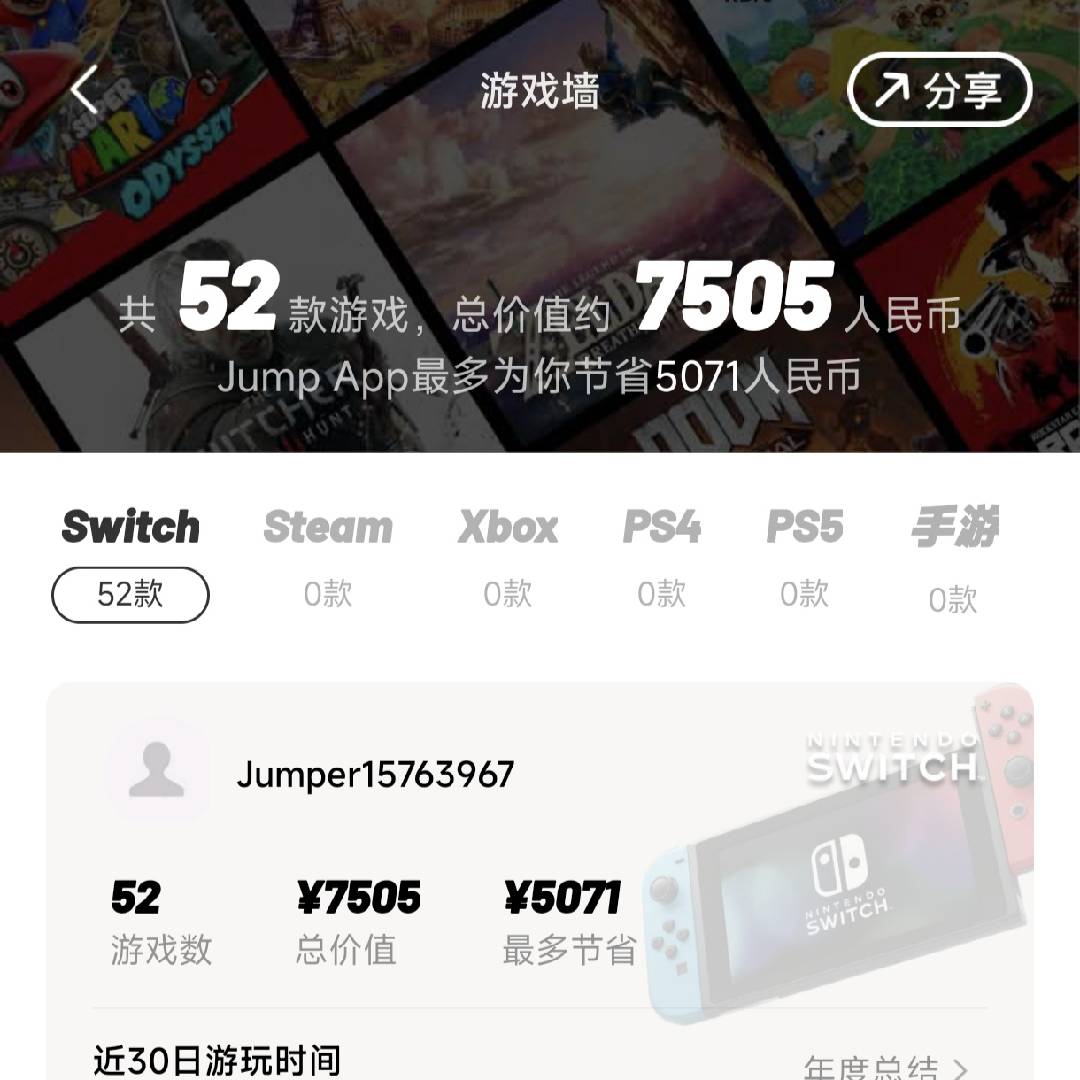 游戏墙
分享
SUPER
MARIO
ODYSSEY
共 52 款游戏，总价值约 7505 人民币
Jump App最多为你节省5071人民币
WITCHER
HUNT
DOOM
Switch Steam Xbox PS4 PS5 手游
52款 0款 0款 0款 0款 0款
Jumper15763967
NINTENDO
SWITCH
52 ¥7505 ¥5071
游戏数 总价值 最多节省
NINTENDO
SWITCH
近30日游玩时间
年度总结